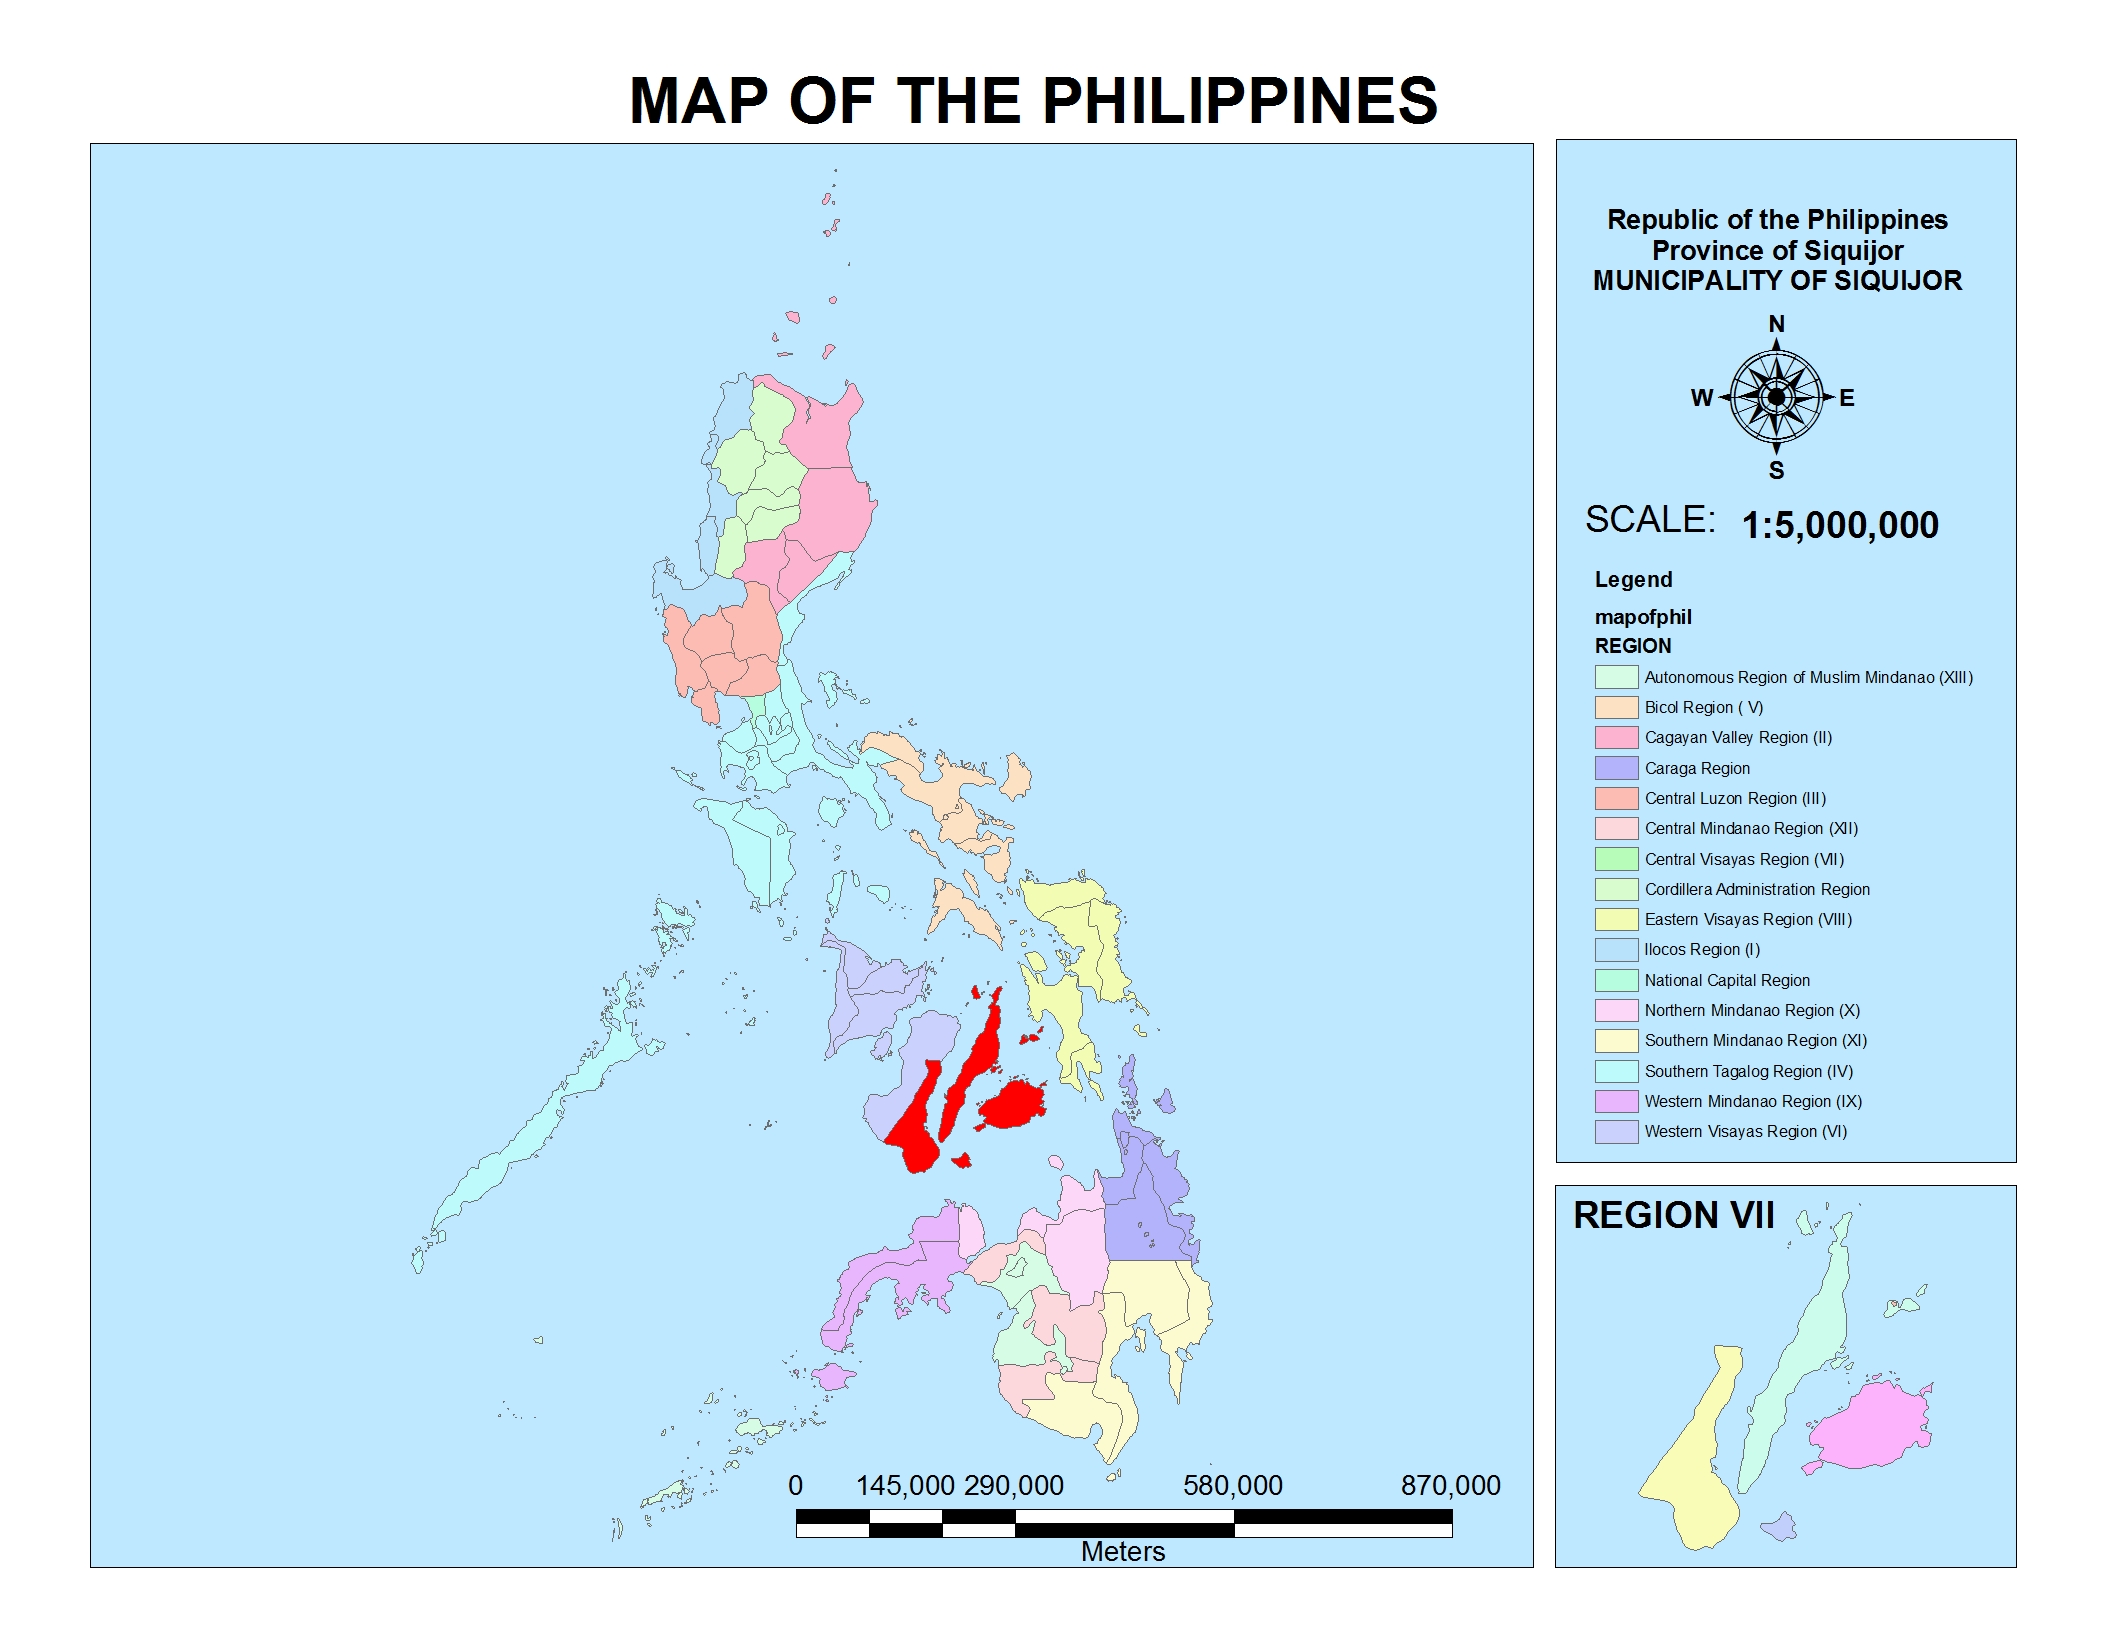 MAP OF THE PHILIPPINES
Republic of the Philippines
Province of Siquijor
MUNICIPALITY OF SIQUIJOR
N
W E
S
SCALE: 1:5,000,000
Legend
mapofphil
REGION
Autonomous Region of Muslim Mindanao (XIII)
Bicol Region ( V)
Cagayan Valley Region (II)
Caraga Region
Central Luzon Region (III)
Central Mindanao Region (XII)
Central Visayas Region (VII)
Cordillera Administration Region
Eastern Visayas Region (VIII)
Ilocos Region (I)
National Capital Region
Northern Mindanao Region (X)
Southern Mindanao Region (XI)
Southern Tagalog Region (IV)
Western Mindanao Region (IX)
Western Visayas Region (VI)
REGION VII
0 145,000 290,000 580,000 870,000
Meters